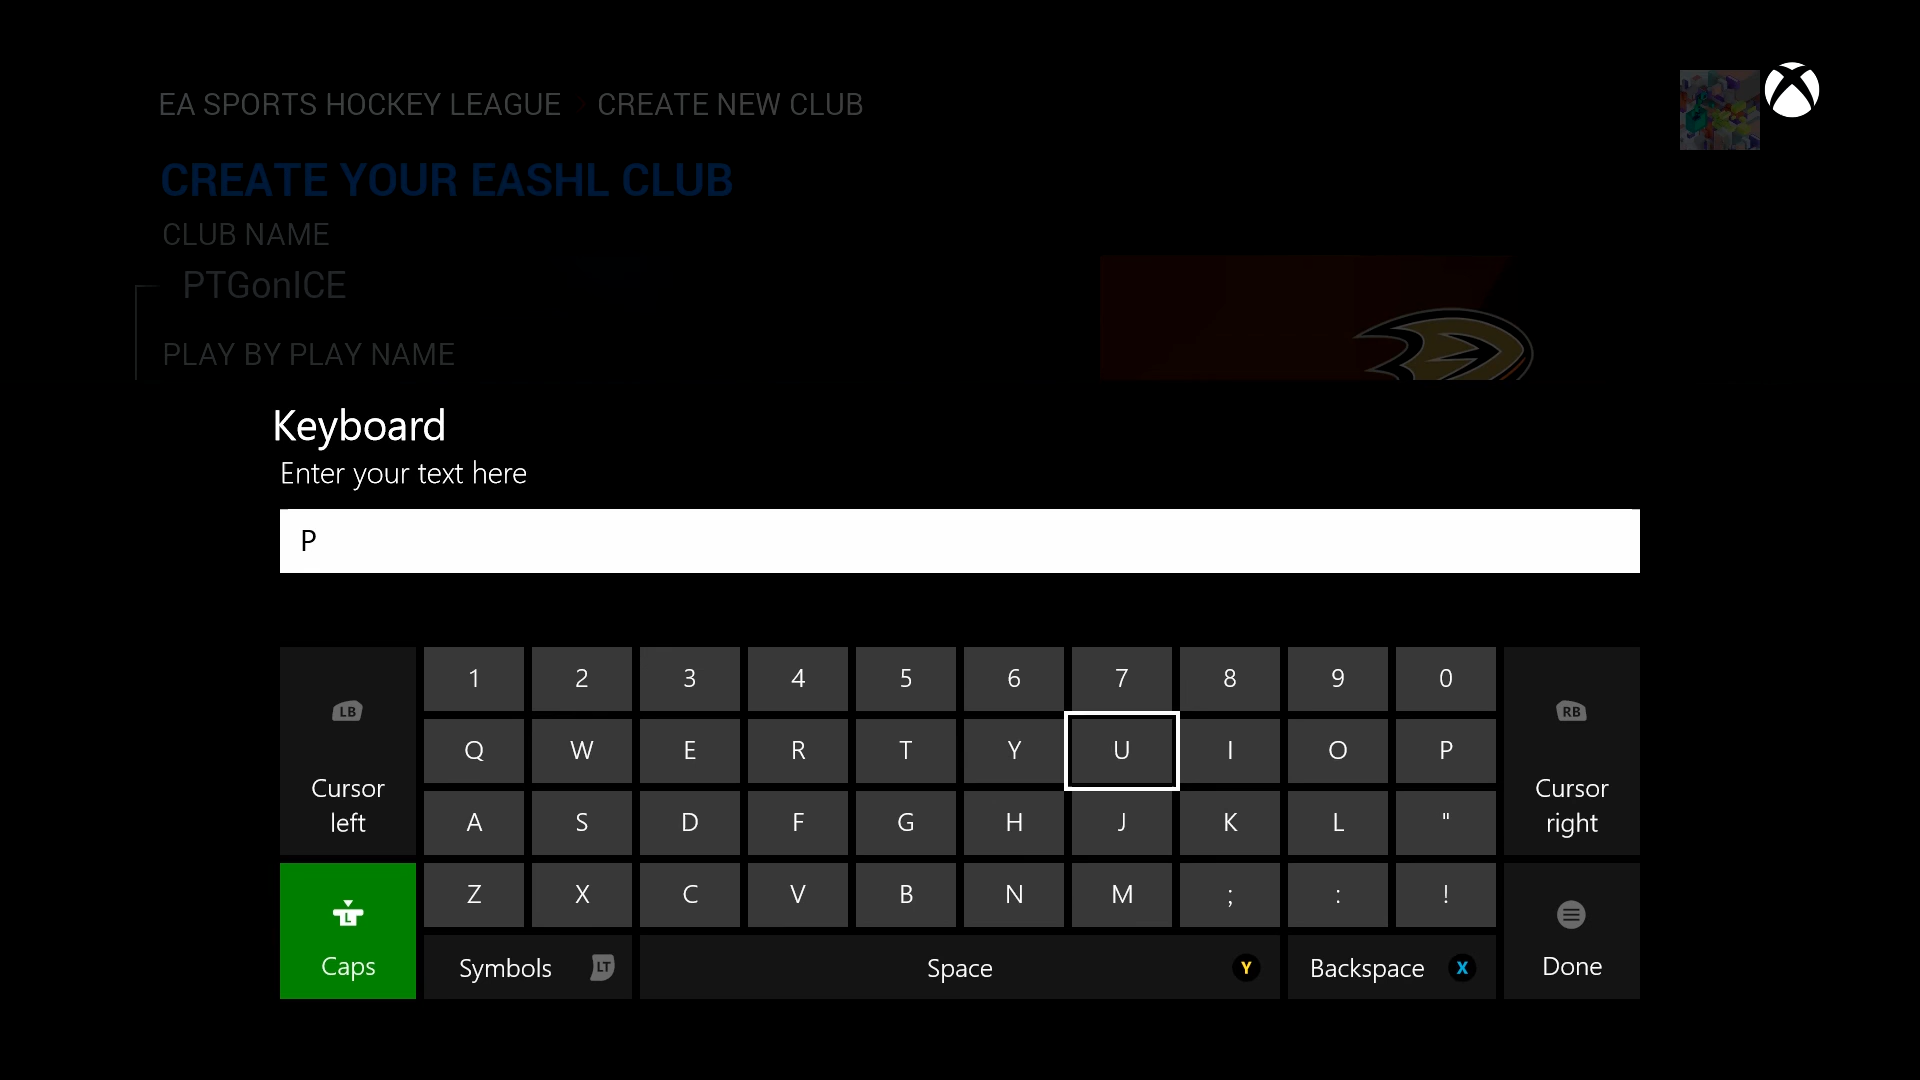 EA SPORTS HOCKEY LEAGUE CREATE NEW CLUB
CREATE YOUR EASHL CLUB
CLUB NAME
PTGonICE
PLAY BY PLAY NAME
Keyboard
Enter your text here
P
LB
Cursor
left
1 2 3 4 5 6 7 8 9 0
Q W E R T Y U I O P
A S D F G H J K L "
Z X C V B N M ; : !
RB
Cursor
right
L
Caps
Symbols LT
Space Y
Backspace X
Done